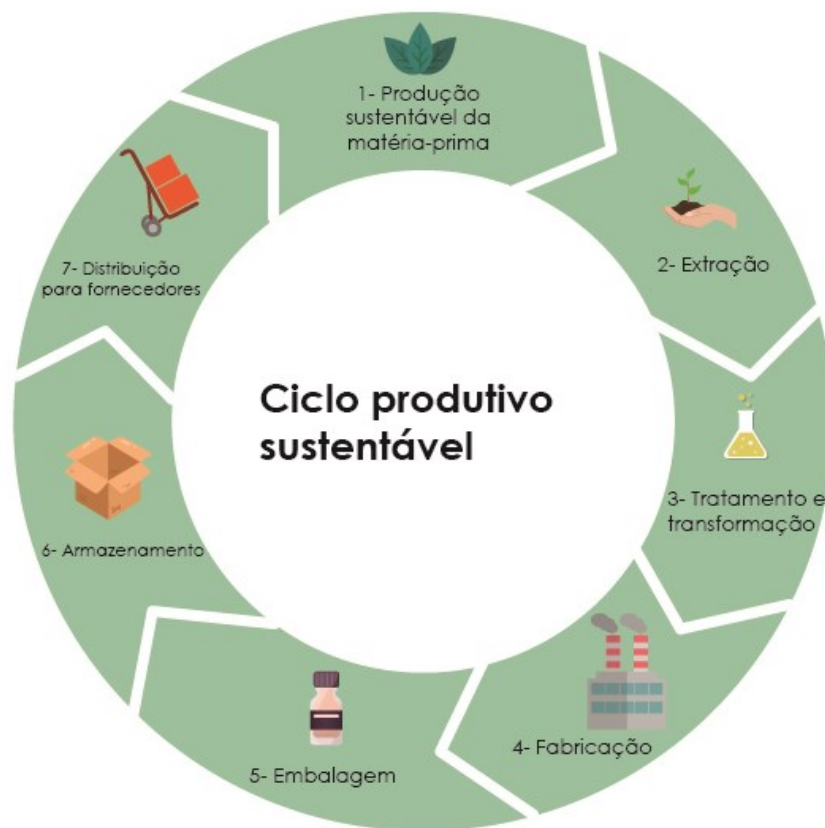 1- Produção
sustentável da
matéria-prima
2- Extração
3- Tratamento e
transformação
4- Fabricação
5- Embalagem
6- Armazenamento
7- Distribuição
para fornecedores
Ciclo produtivo
sustentável